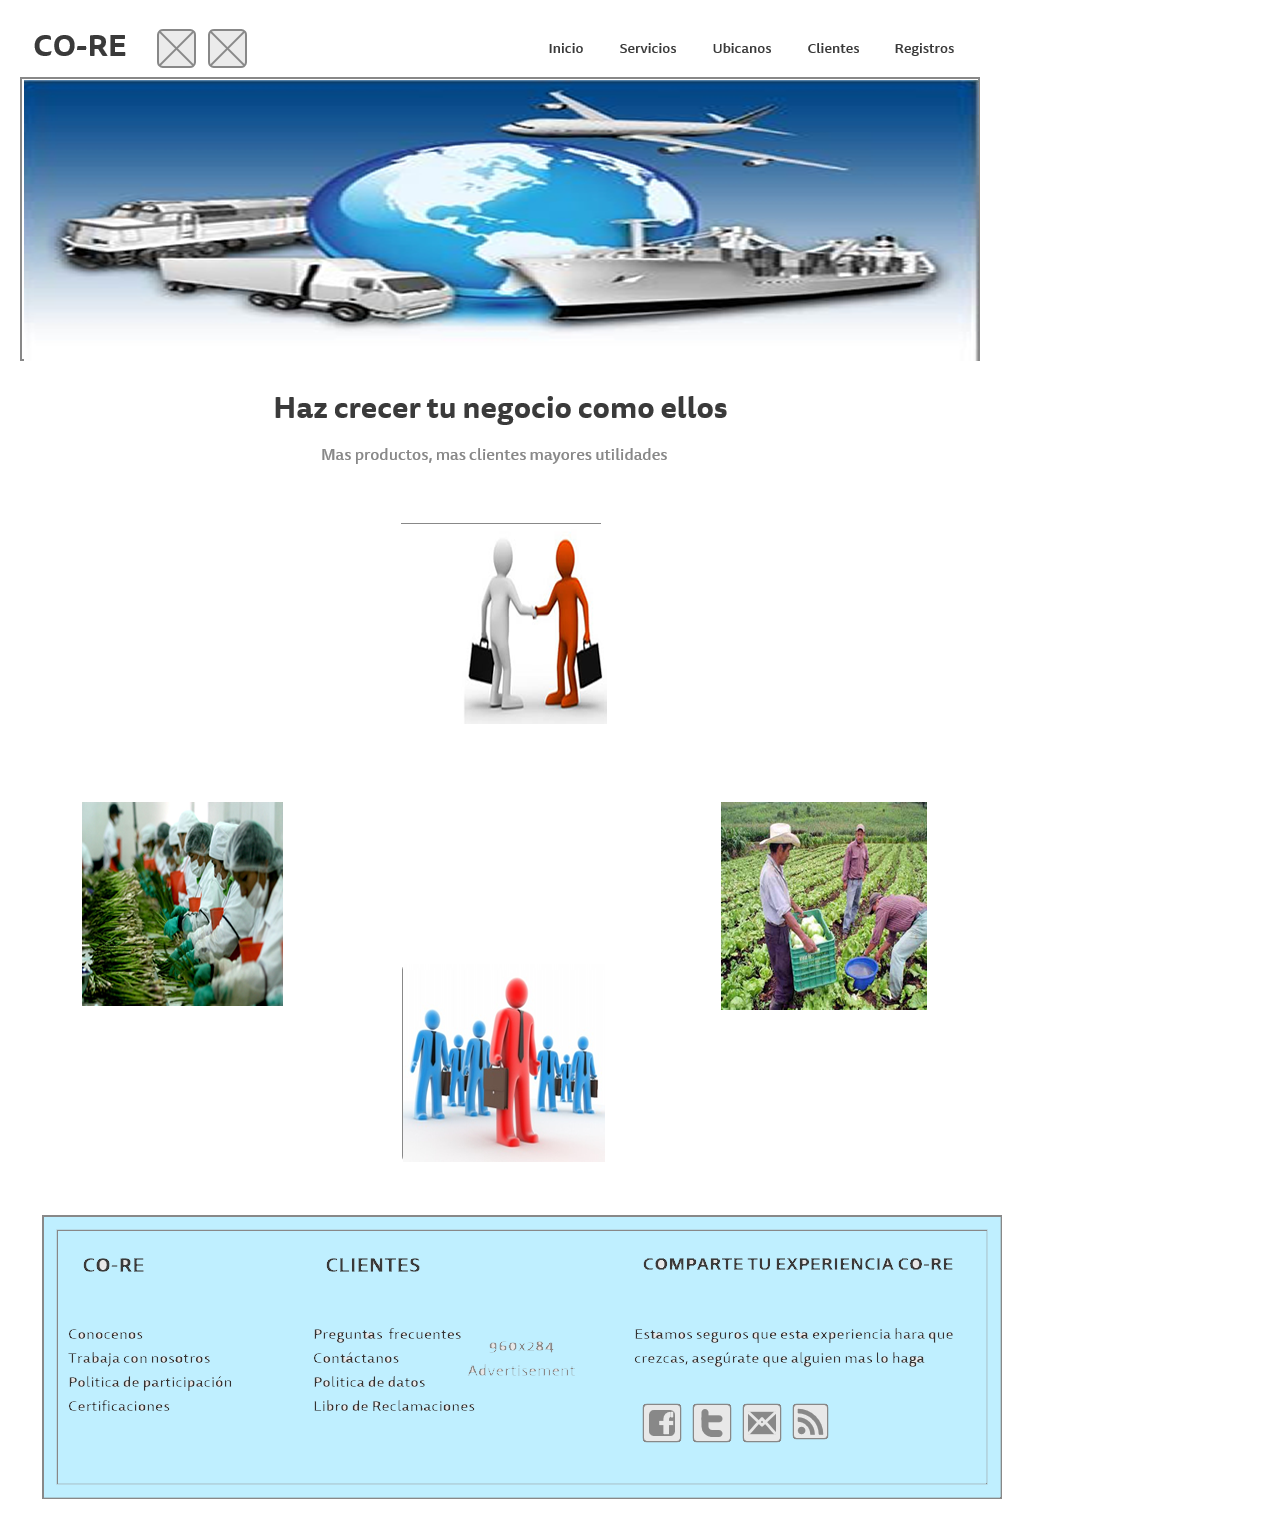 CO-RE
Inicio Servicios Ubicanos Clientes Registros
Haz crecer tu negocio como ellos
Mas productos, mas clientes mayores utilidades
CO-RE
Conocenos
Trabaja con nosotros
Politica de participación
Certificaciones
CLIENTES
Preguntas frecuentes
Contáctanos
Politica de datos
Libro de Reclamaciones
960x284
Advertisement
COMPARTE TU EXPERIENCIA CO-RE
Estamos seguros que esta experiencia hara que
crezcas, asegúrate que alguien mas lo haga